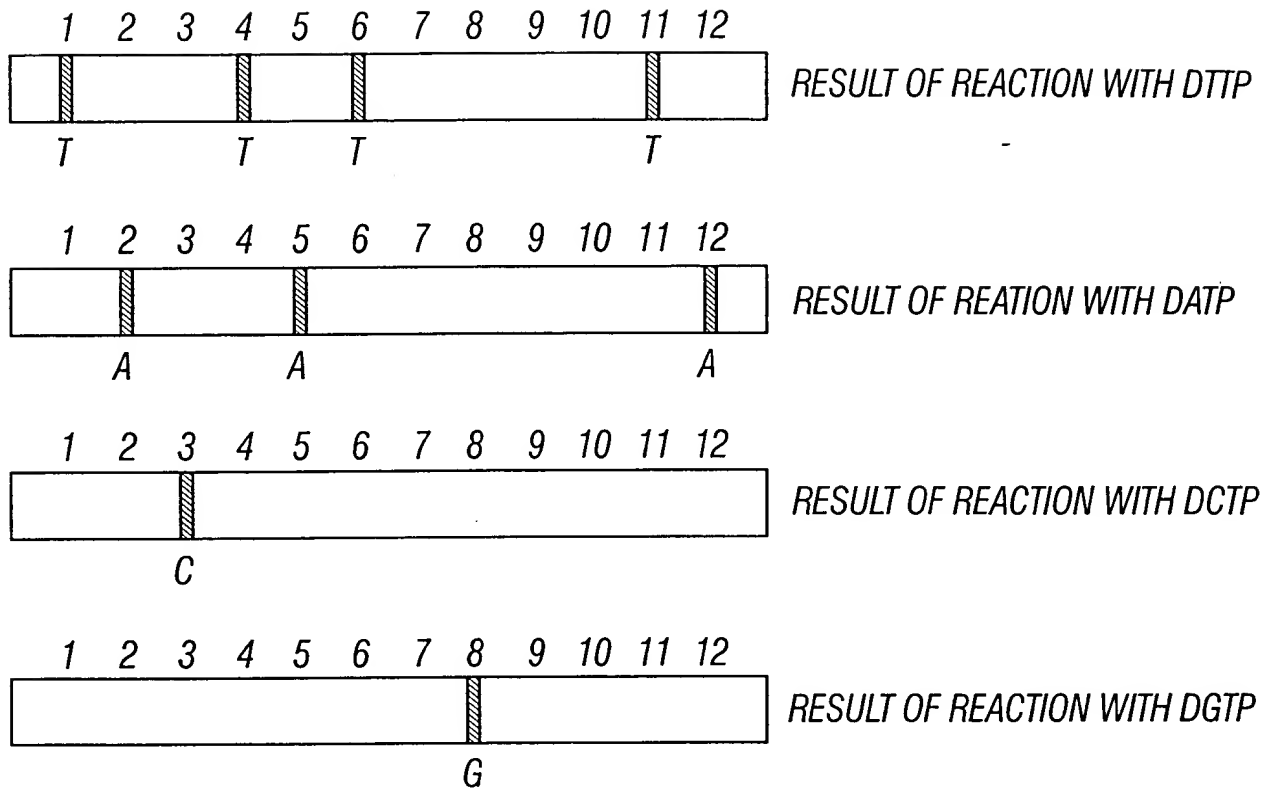 1 2 3 4 5 6 7 8 9 10 11 12
RESULT OF REACTION WITH DTTP
T T T T
1 2 3 4 5 6 7 8 9 10 11 12
RESULT OF REATION WITH DATP
A A A
1 2 3 4 5 6 7 8 9 10 11 12
RESULT OF REACTION WITH DCTP
C
1 2 3 4 5 6 7 8 9 10 11 12
RESULT OF REACTION WITH DGTP
G